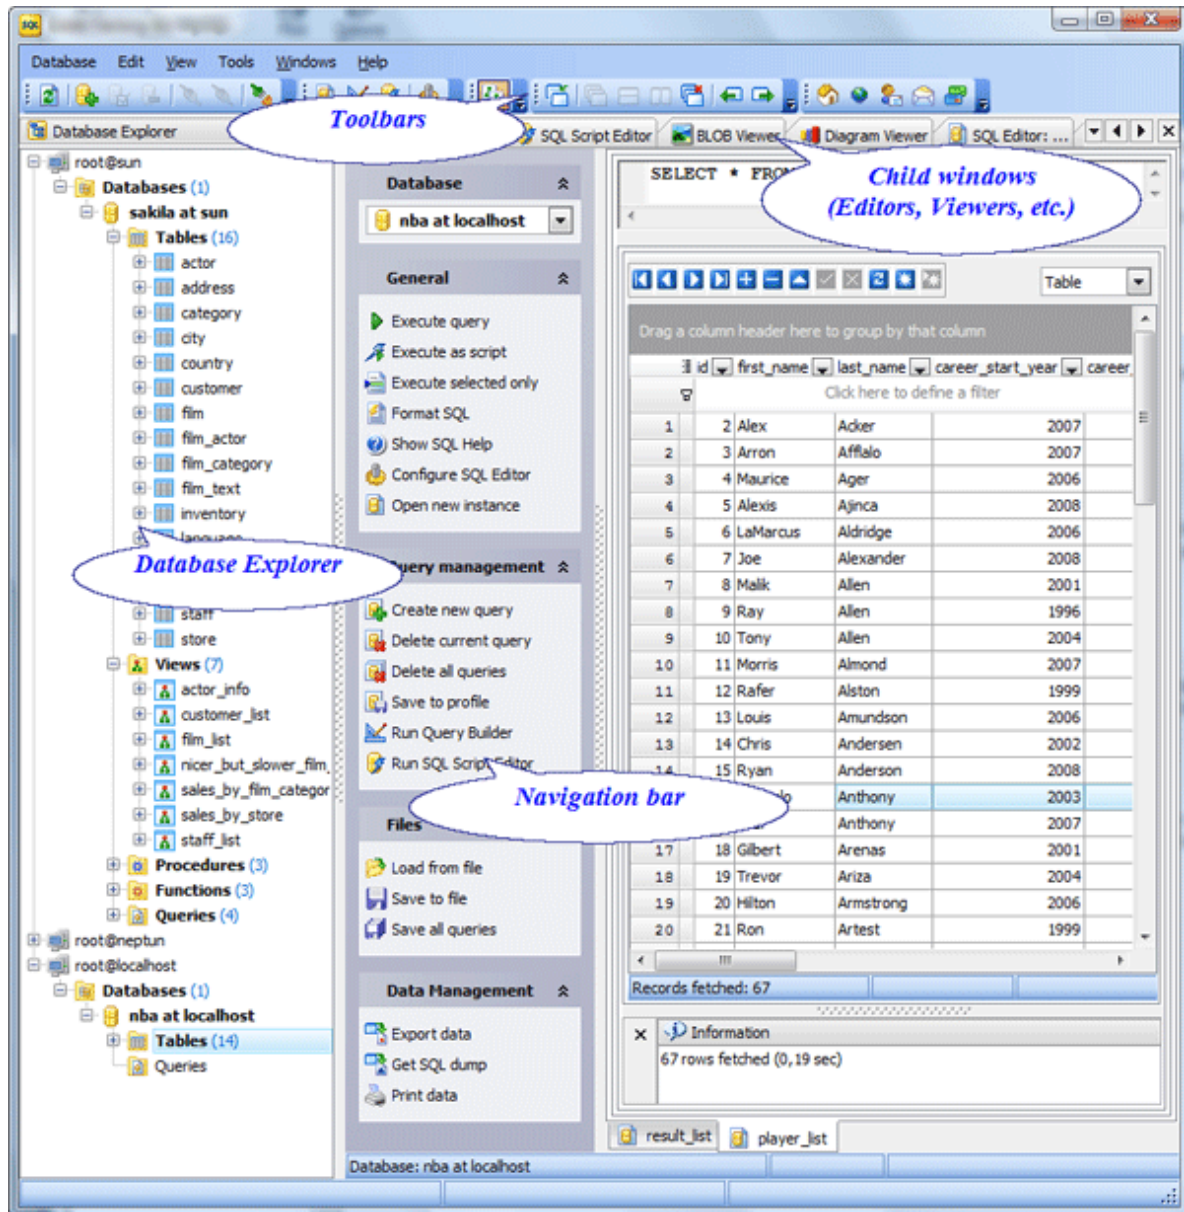 SQL
Database Edit View Tools Windows Help
Toolbars
Database Explorer
SQL Script Editor
BLOB Viewer
Diagram Viewer
SQL Editor: ...
Child windows
(Editors, Viewers, etc.)
root@sun
Databases (1)
sakila at sun
Tables (16)
actor
address
category
city
country
customer
film
film_actor
film_category
film_text
inventory
language
Database Explorer
staff
store
Views (7)
actor_info
customer_list
film_list
nicer_but_slower_film_
sales_by_film_categor
sales_by_store
staff_list
Procedures (3)
Functions (3)
Queries (4)
root@neptun
root@localhost
Databases (1)
nba at localhost
Tables (14)
Queries
Database
nba at localhost
General
Execute query
Execute as script
Execute selected only
Format SQL
Show SQL Help
Configure SQL Editor
Open new instance
Query management
Create new query
Delete current query
Delete all queries
Save to profile
Run Query Builder
Run SQL Script Editor
Navigation bar
Files
Load from file
Save to file
Save all queries
Data Management
Export data
Get SQL dump
Print data
SELECT * FROM
Table
Drag a column header here to group by that column
id first_name last_name career_start_year career_
Click here to define a filter
1 2 Alex Acker 2007
2 3 Arron Afflalo 2007
3 4 Maurice Ager 2006
4 5 Alexis Ajinca 2008
5 6 LaMarcus Aldridge 2006
6 7 Joe Alexander 2008
7 8 Malik Allen 2001
8 9 Ray Allen 1996
9 10 Tony Allen 2004
10 11 Morris Almond 2007
11 12 Rafer Alston 1999
12 13 Louis Amundson 2006
13 14 Chris Andersen 2002
14 15 Ryan Anderson 2008
Anthony 2003
Anthony 2007
17 18 Gilbert Arenas 2001
18 19 Trevor Ariza 2004
19 20 Hilton Armstrong 2006
20 21 Ron Artest 1999
Records fetched: 67
Information
67 rows fetched (0,19 sec)
result_list player_list
Database: nba at localhost